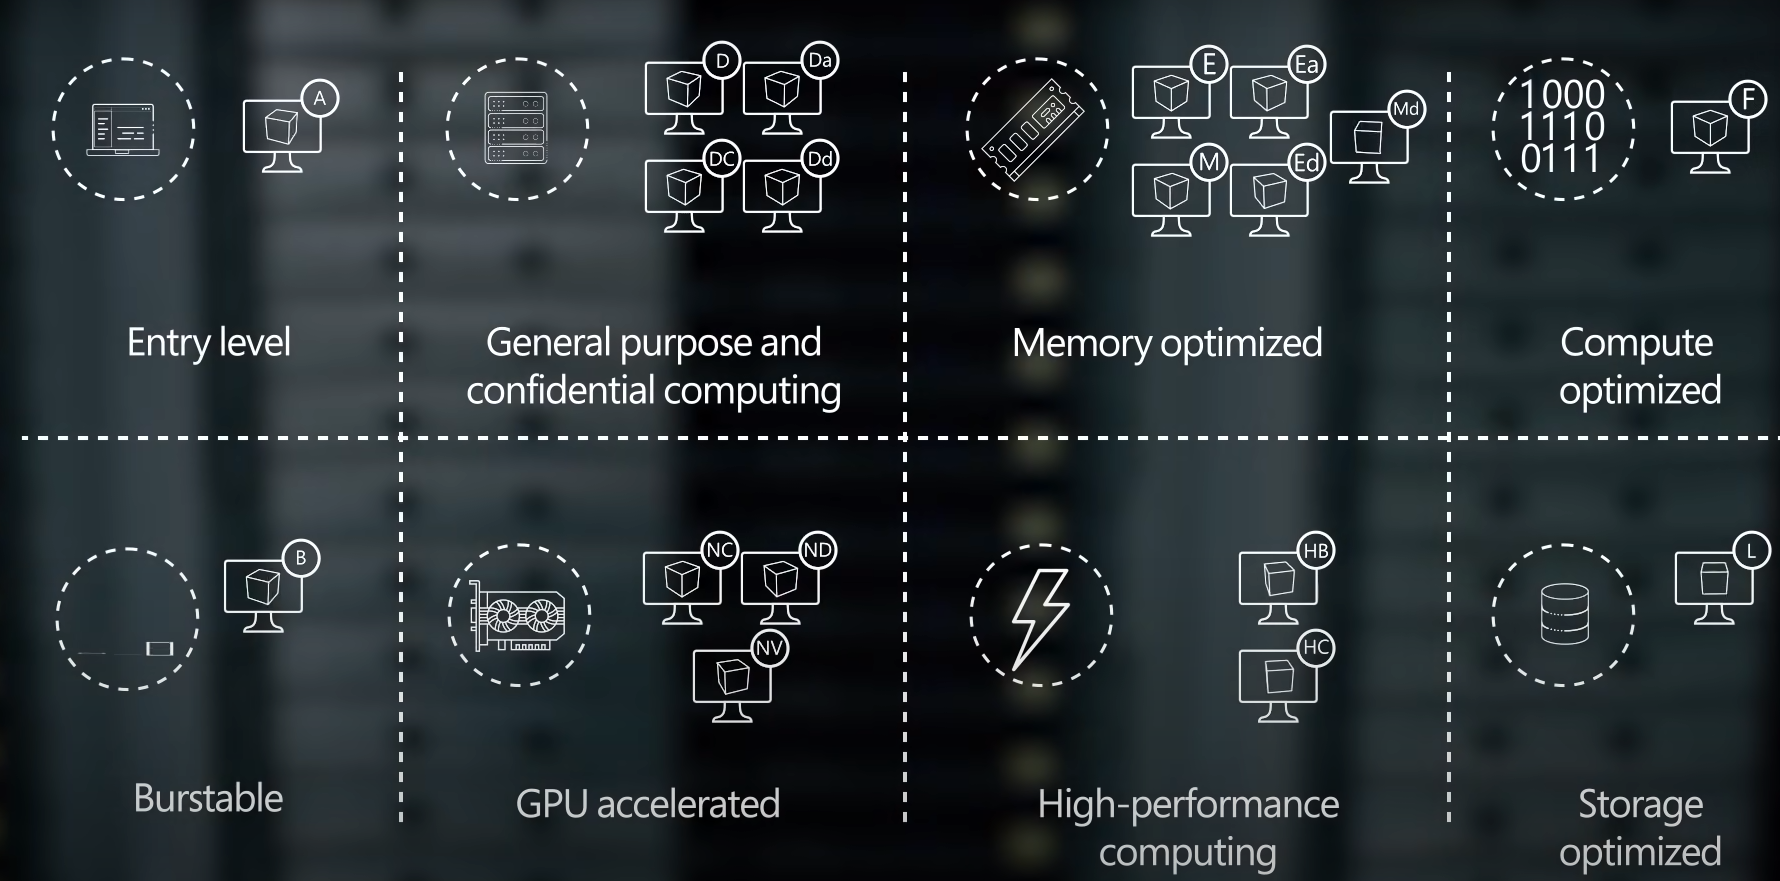 A
D
Da
DC
Dd
E
Ea
Md
M
Ed
1000
1110
0111
F
Entry level
General purpose and
confidential computing
Memory optimized
Compute
optimized
B
NC
ND
NV
HB
HC
L
Burstable
GPU accelerated
High-performance
computing
Storage
optimized